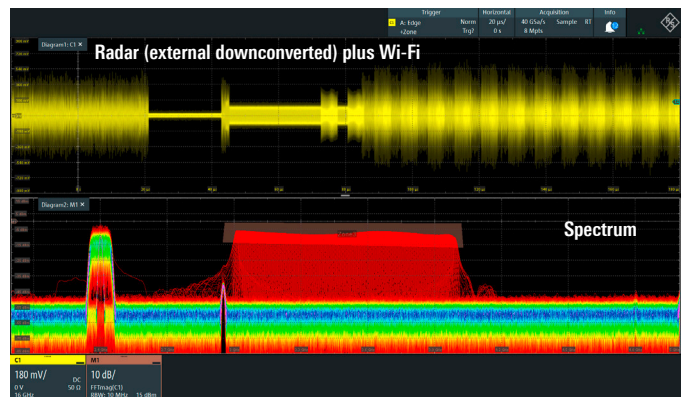 Trigger
Horizontal
Acquisition
Info
A: Edge
Norm
20 µs/
40 GSa/s
Sample
RT
+Zone
Trg?
0 s
8 Mpts
Diagram1: C1 ×
Radar (external downconverted) plus Wi-Fi
Diagram2: M1 ×
Spectrum
C1
M1
180 mV/
DC
10 dB/
0 V
50 Ω
FFTmag(C1)
16 GHz
RBW: 10 MHz
15 dBm